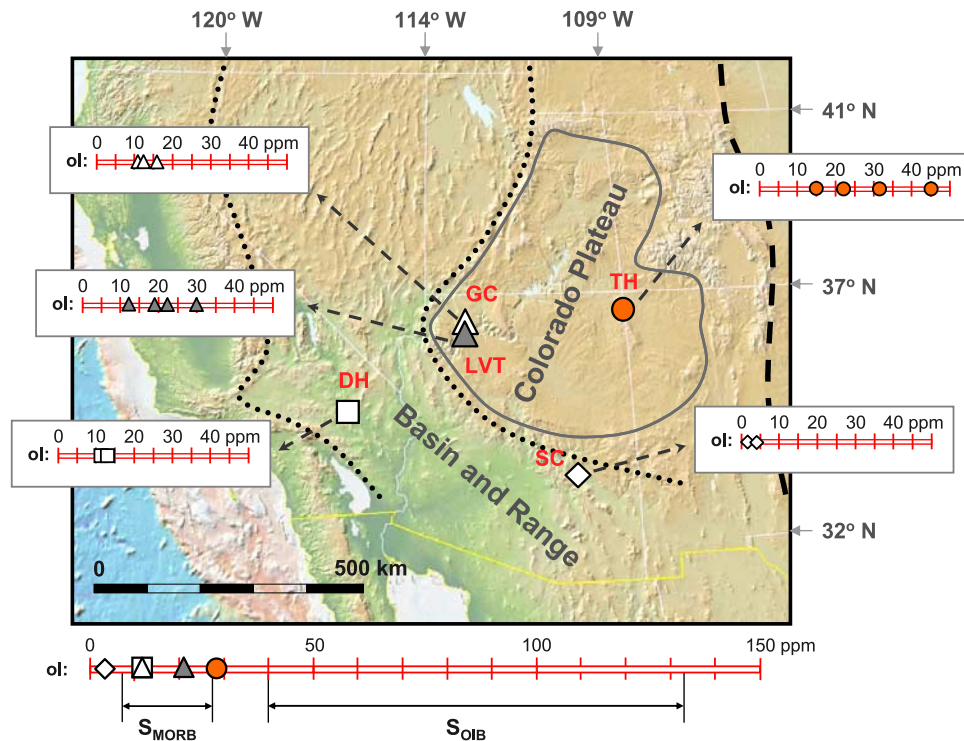 120° W 114° W 109° W
41° N
0 10 20 30 40 ppm
ol:
0 10 20 30 40 ppm
ol:
Colorado Plateau
GC
TH
37° N
0 10 20 30 40 ppm
ol:
LVT
DH
0 10 20 30 40 ppm
ol:
Basin and Range
SC
0 10 20 30 40 ppm
ol:
32° N
0 500 km
0 50 100 150 ppm
ol:
SMORB SOIB